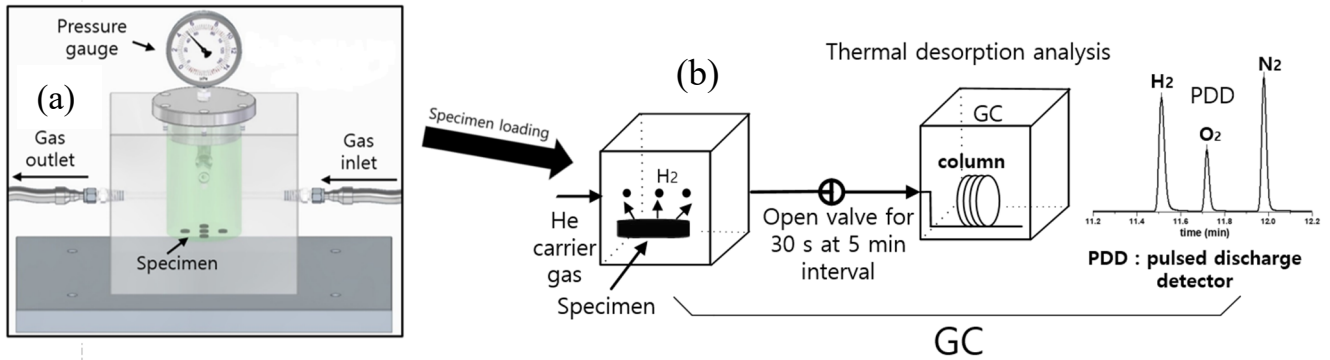 Pressure
gauge
(a)
Gas
outlet
Gas
inlet
Specimen
(b)
Thermal desorption analysis
Specimen loading
H2
He
carrier
gas
Specimen
Open valve for
30 s at 5 min
interval
GC
column
H2
PDD
O2
N2
11.2 11.4 11.6 11.8 12.0 12.2
time (min)
PDD : pulsed discharge
detector
GC